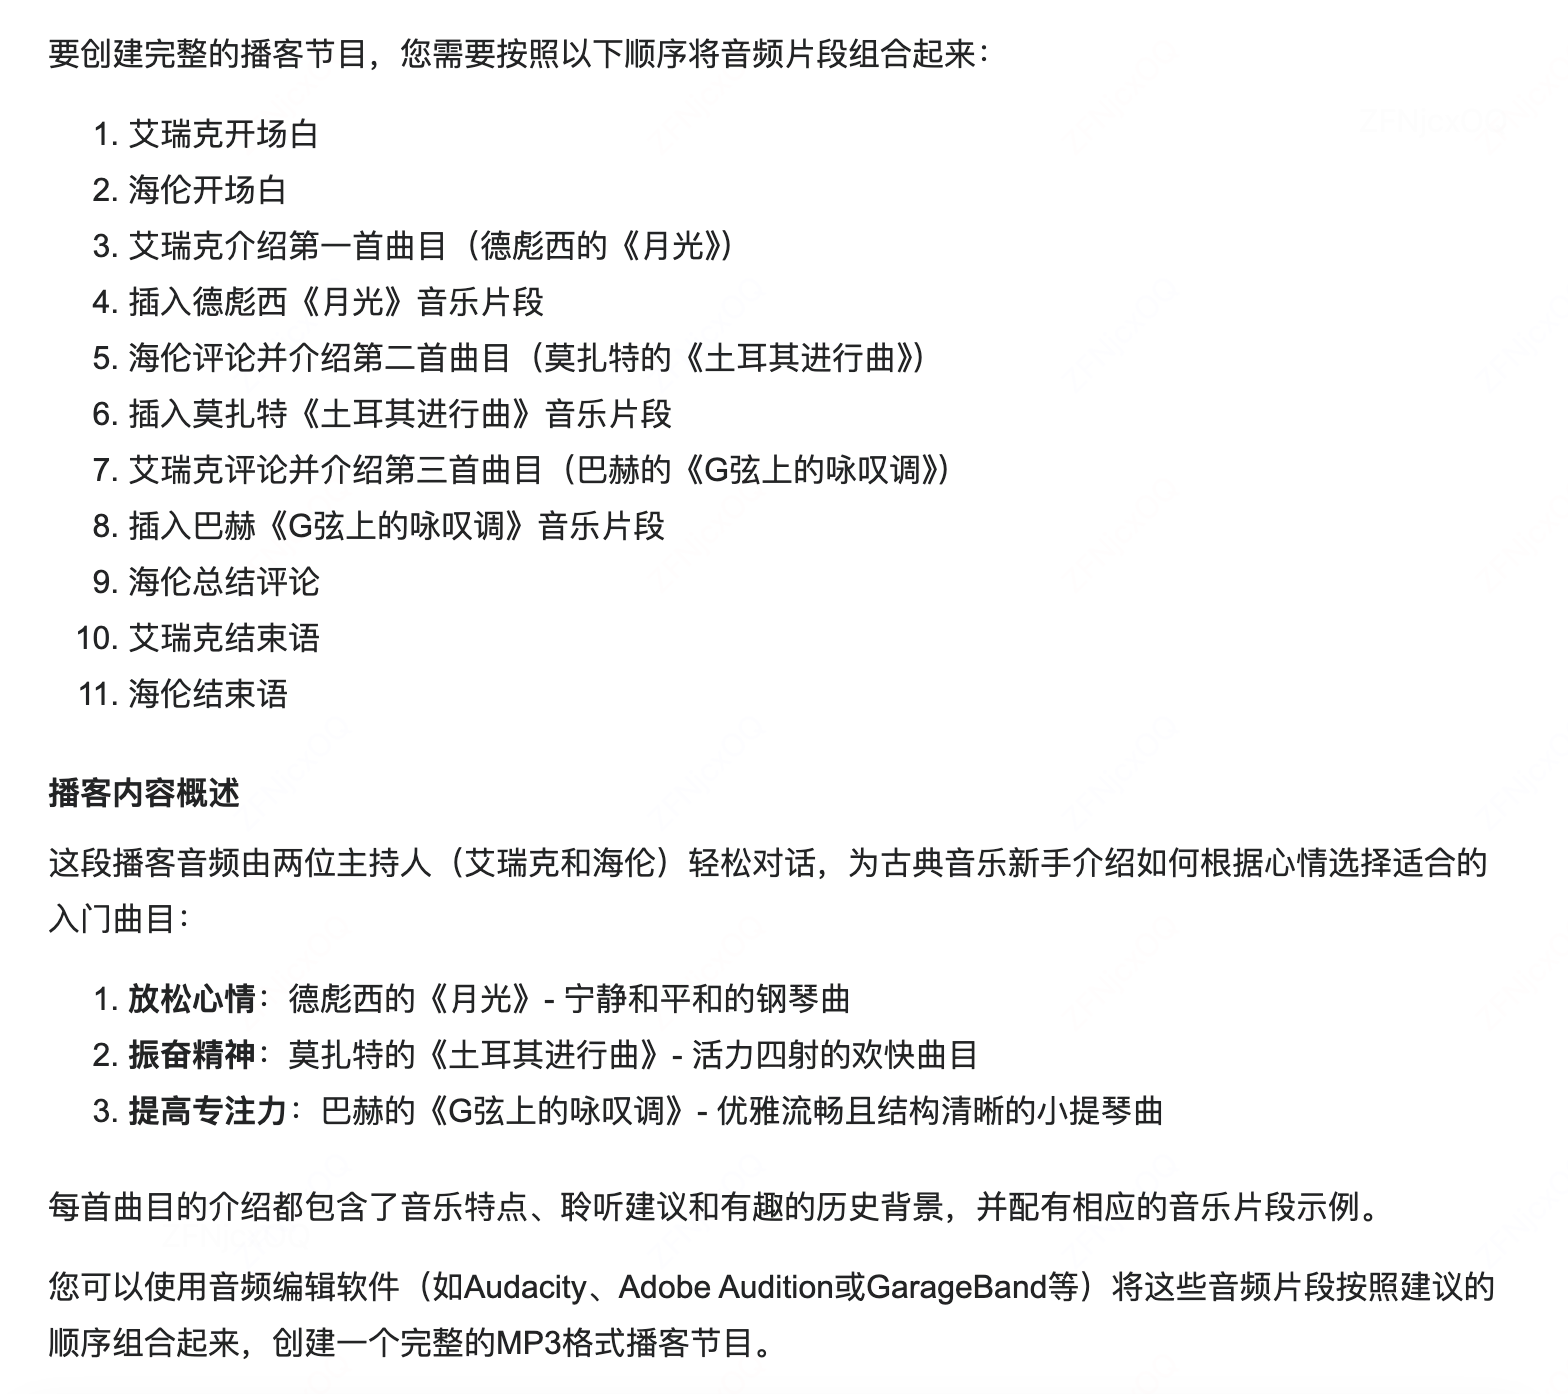 要创建完整的播客节目，您需要按照以下顺序将音频片段组合起来：
1. 艾瑞克开场白
2. 海伦开场白
3. 艾瑞克介绍第一首曲目（德彪西的《月光》）
4. 插入德彪西《月光》音乐片段
5. 海伦评论并介绍第二首曲目（莫扎特的《土耳其进行曲》）
6. 插入莫扎特《土耳其进行曲》音乐片段
7. 艾瑞克评论并介绍第三首曲目（巴赫的《G弦上的咏叹调》）
8. 插入巴赫《G弦上的咏叹调》音乐片段
9. 海伦总结评论
10. 艾瑞克结束语
11. 海伦结束语
播客内容概述
这段播客音频由两位主持人（艾瑞克和海伦）轻松对话，为古典音乐新手介绍如何根据心情选择适合的
入门曲目：
1. 放松心情：德彪西的《月光》- 宁静和平和的钢琴曲
2. 振奋精神：莫扎特的《土耳其进行曲》- 活力四射的欢快曲目
3. 提高专注力：巴赫的《G弦上的咏叹调》- 优雅流畅且结构清晰的小提琴曲
每首曲目的介绍都包含了音乐特点、聆听建议和有趣的历史背景，并配有相应的音乐片段示例。
您可以使用音频编辑软件（如Audacity、Adobe Audition或GarageBand等）将这些音频片段按照建议的
顺序组合起来，创建一个完整的MP3格式播客节目。